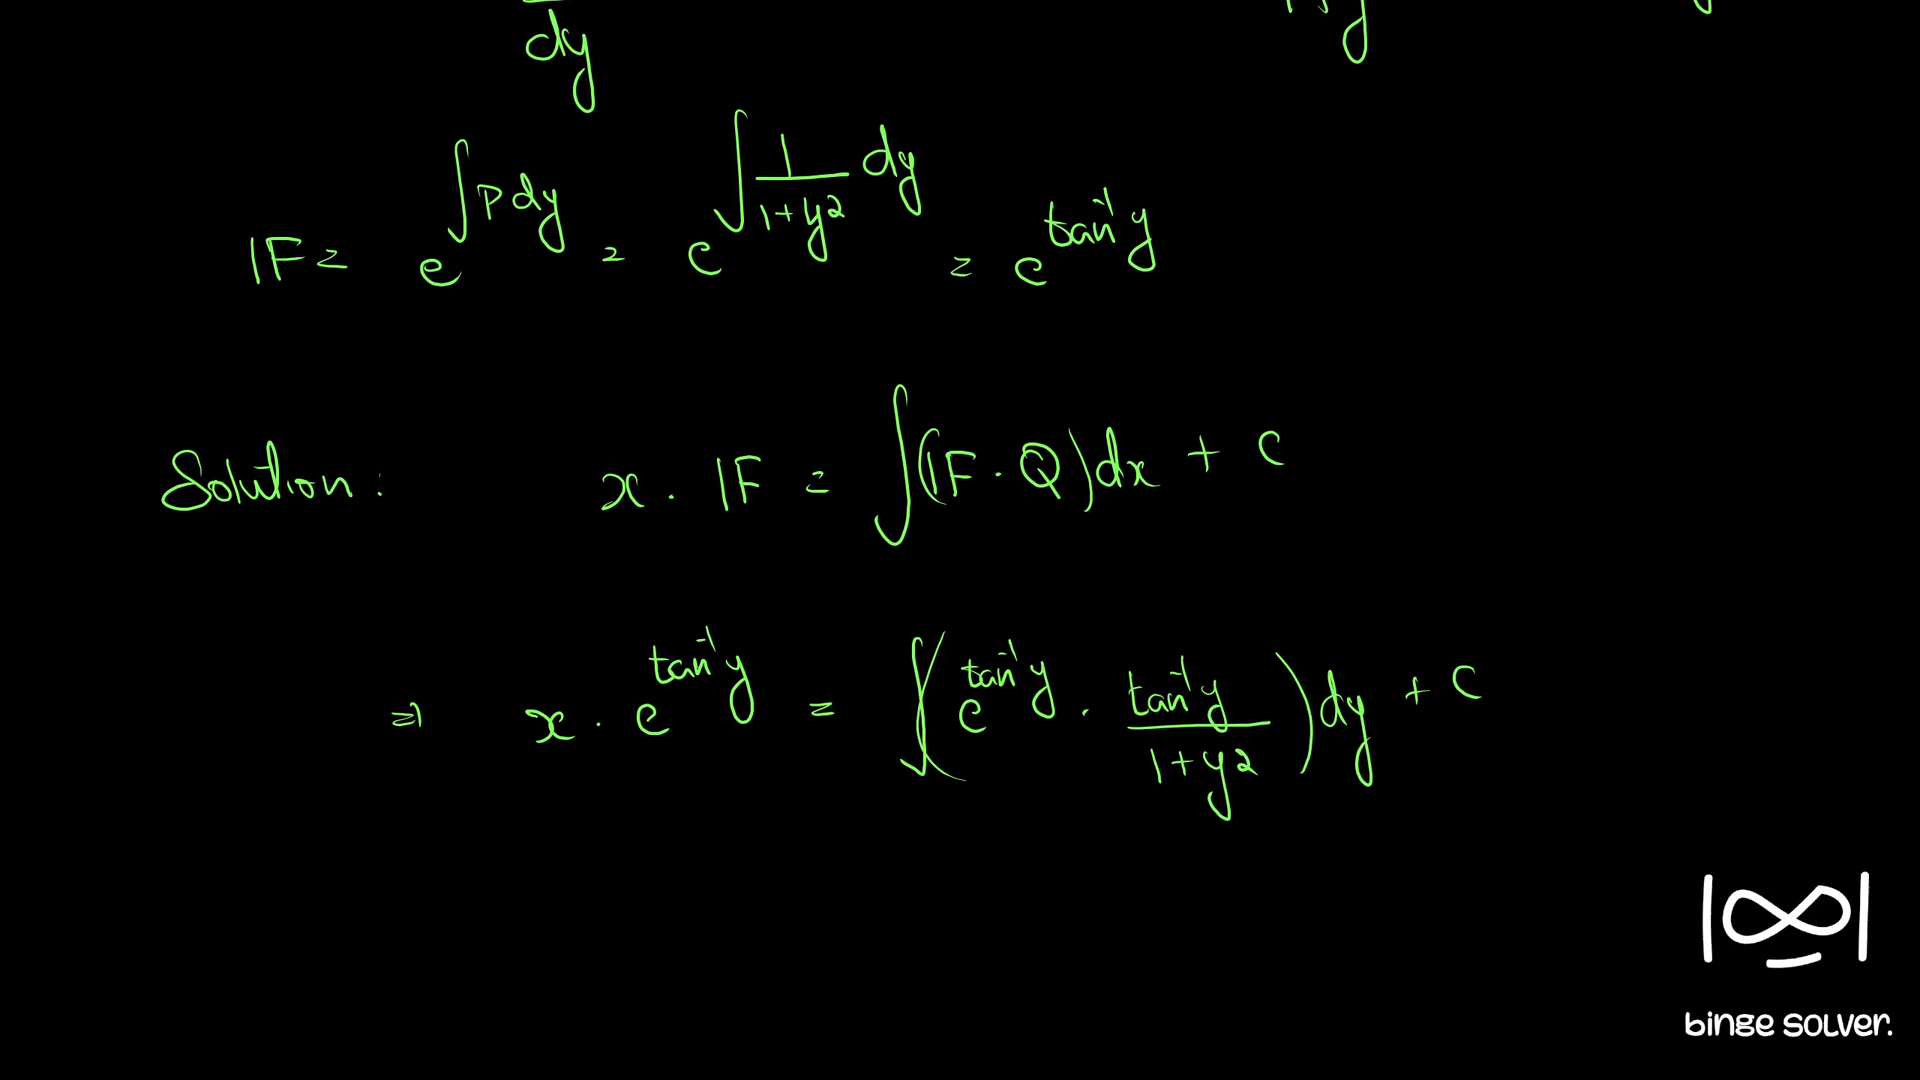 dy
IF = e^∫P dy = e^∫1/(1+y2) dy = e^tan⁻¹y
Solution: x . IF = ∫(IF . Q)dx + C
⇒ x . e^tan⁻¹y = ∫(e^tan⁻¹y . tan⁻¹y/(1+y2))dy + C
binge solver.